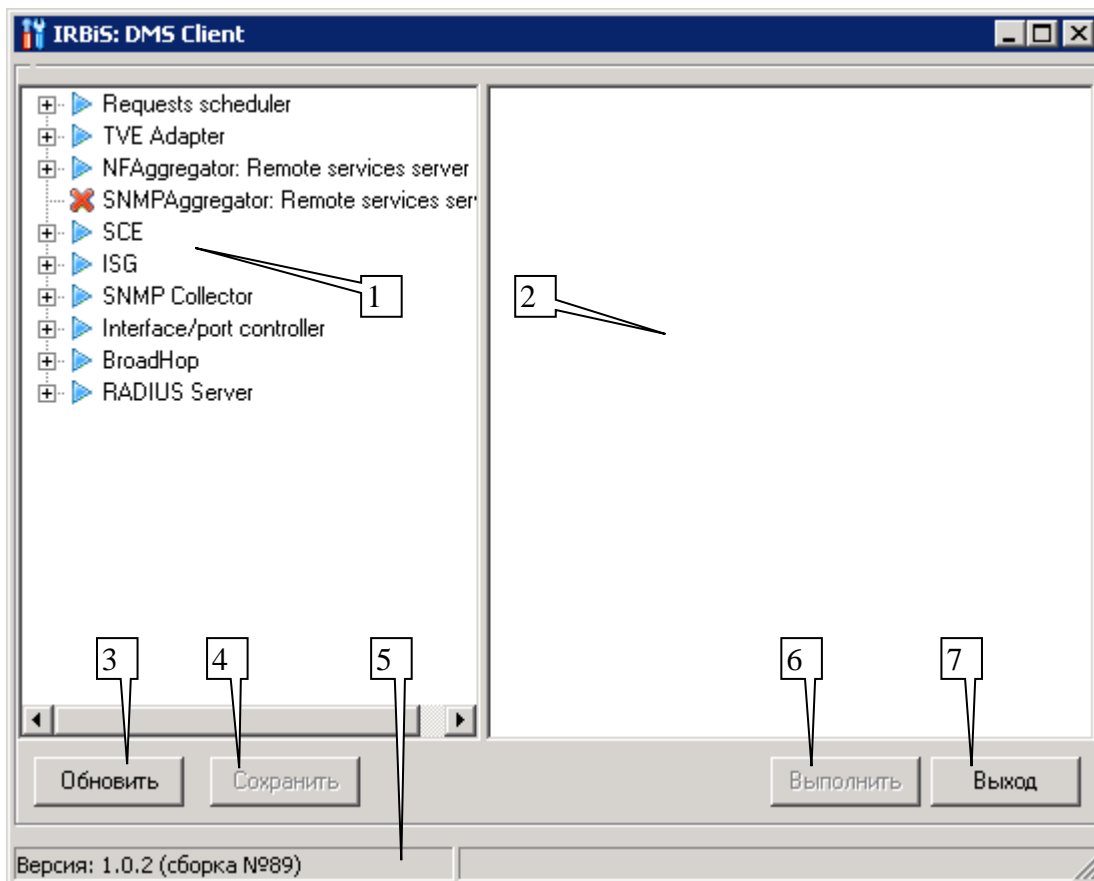 IRBiS: DMS Client
Requests scheduler
TVE Adapter
NFAggregator: Remote services server
SNMPAggregator: Remote services ser
SCE
ISG
SNMP Collector
Interface/port controller
BroadHop
RADIUS Server
1
2
3
4
5
6
7
Обновить
Сохранить
Выполнить
Выход
Версия: 1.0.2 (сборка №89)